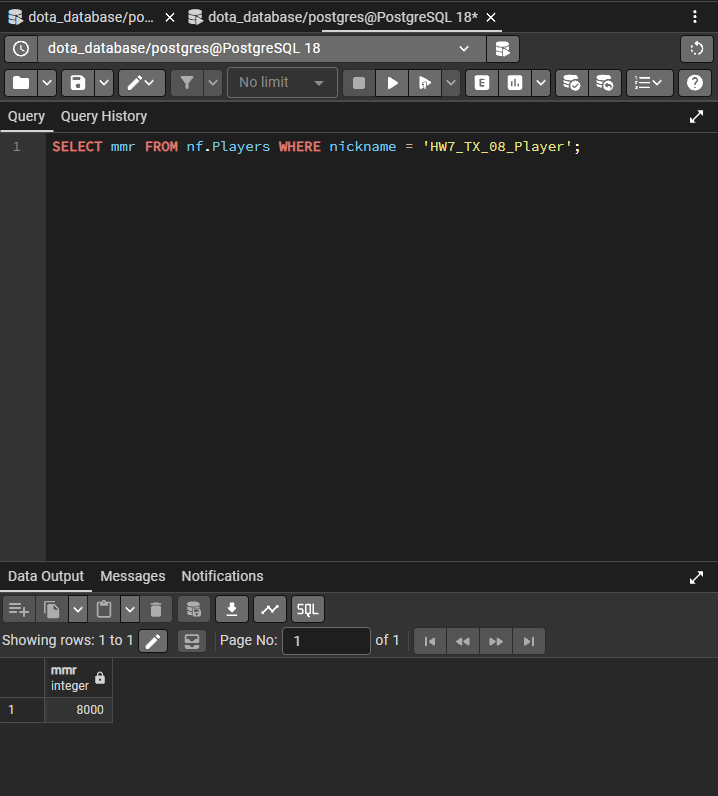 dota_database/po... dota_database/postgres@PostgreSQL 18*
dota_database/postgres@PostgreSQL 18
No limit
E
Query Query History
1 SELECT mmr FROM nf.Players WHERE nickname = 'HW7_TX_08_Player';
Data Output Messages Notifications
SQL
Showing rows: 1 to 1 Page No: 1 of 1
mmr
integer
1 8000